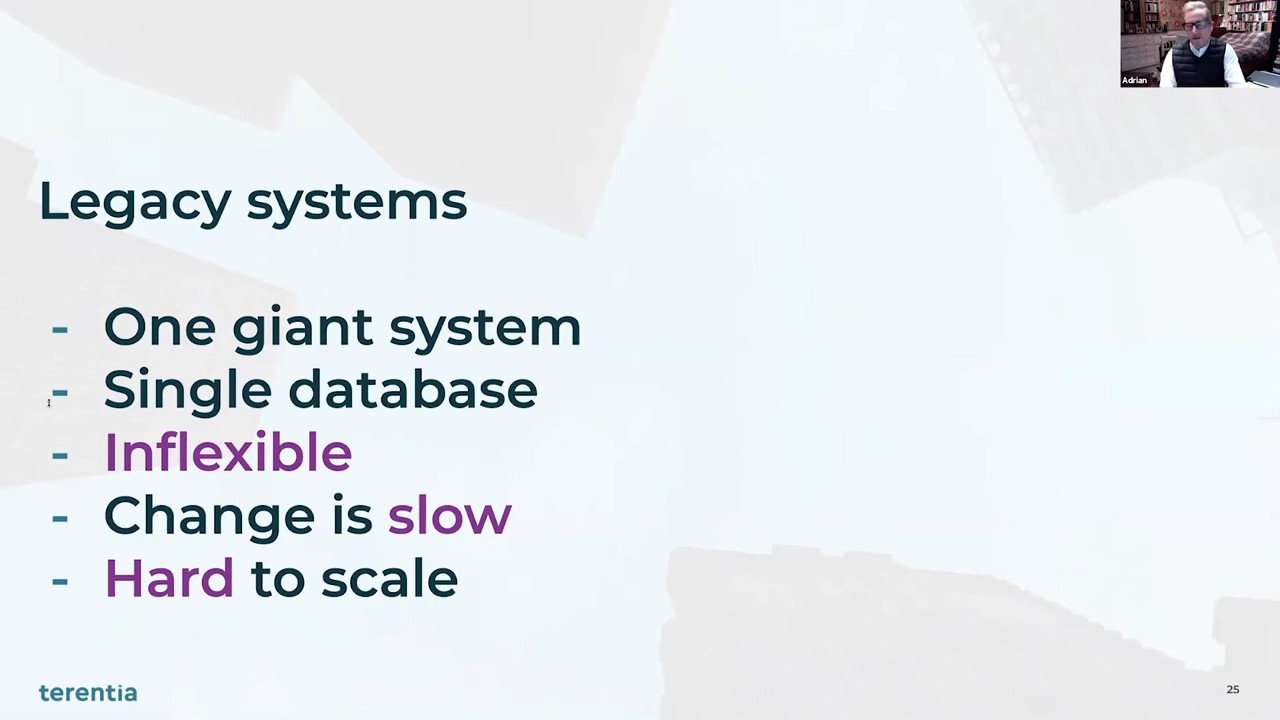 Adrian
Legacy systems
- One giant system
- Single database
- Inflexible
- Change is slow
- Hard to scale
terentia
25